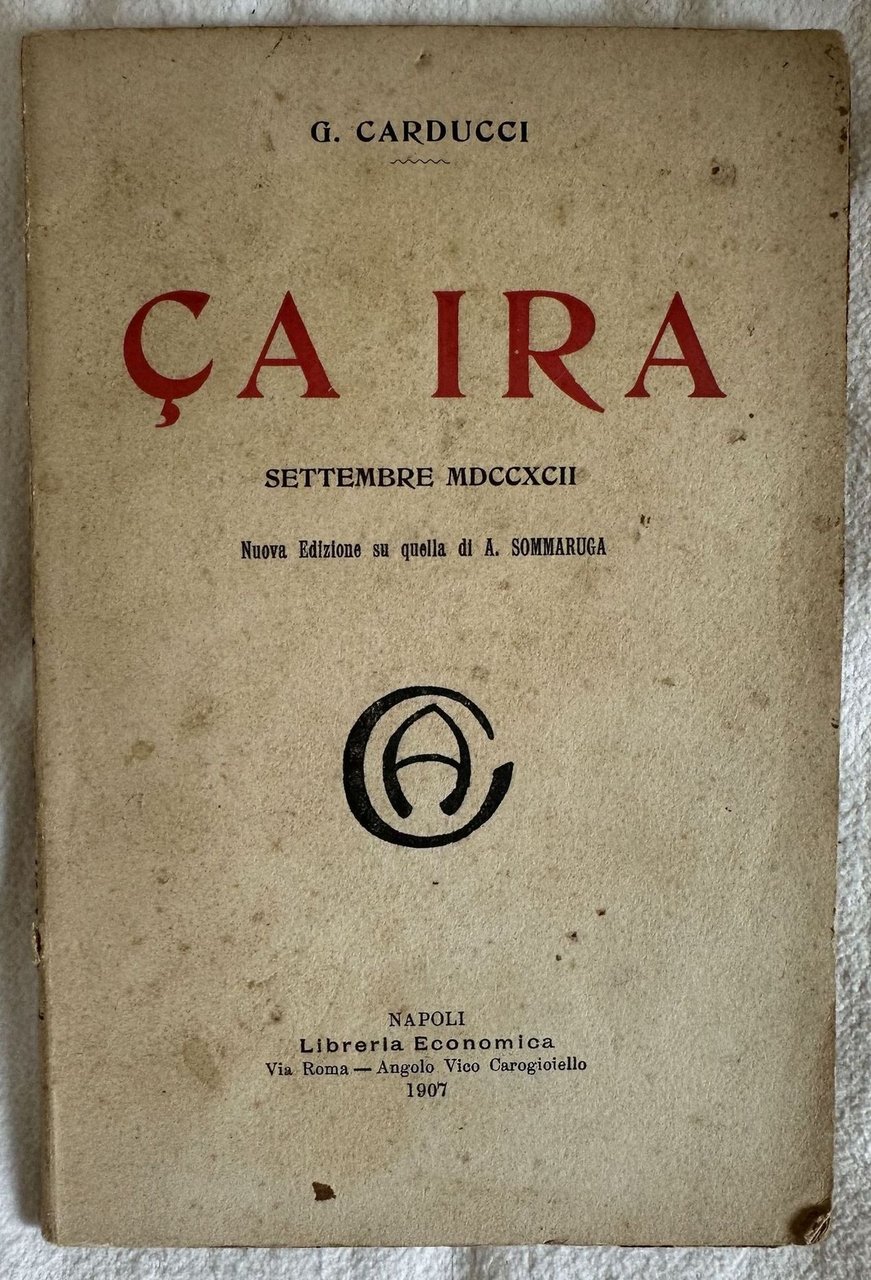 G. CARDUCCI
ÇA IRA
SETTEMBRE MDCCXCII
Nuova Edizione su quella di A. SOMMARUGA
CA
NAPOLI
Libreria Economica
Via Roma — Angolo Vico Carogioiello
1907